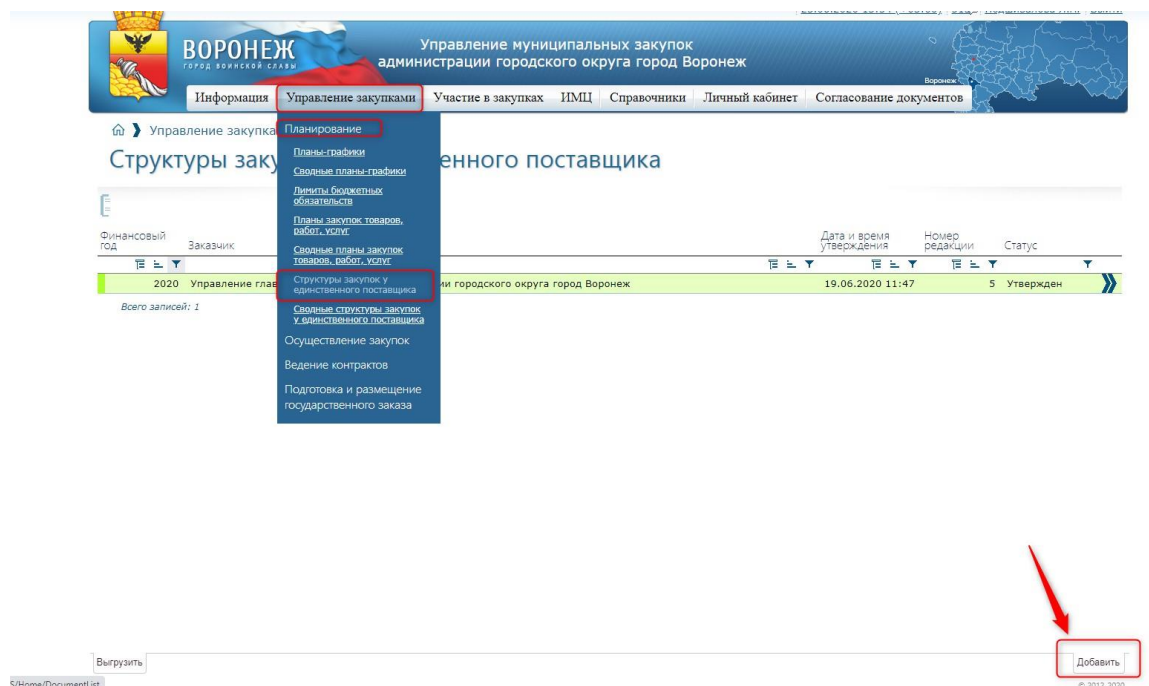 ВОРОНЕЖ
ГОРОД ВОИНСКОЙ СЛАВЫ
Управление муниципальных закупок
администрации городского округа город Воронеж
Воронеж
Информация Управление закупками Участие в закупках ИМЦ Справочники Личный кабинет Согласование документов
Управление закупка
Структуры заку енного поставщика
Планирование
Планы-графики
Сводные планы-графики
Лимиты бюджетных
обязательств
Планы закупок товаров,
работ, услуг
Сводные планы закупок
товаров, работ, услуг
Структуры закупок у
единственного поставщика
Сводные структуры закупок
у единственного поставщика
Осуществление закупок
Ведение контрактов
Подготовка и размещение
государственного заказа
Финансовый
год
Заказчик
Дата и время
утверждения
Номер
редакции
Статус
2020 Управление глав ии городского округа город Воронеж 19.06.2020 11:47 5 Утвержден
Всего записей: 1
Выгрузить
Добавить
S/Home/DocumentList
© 2012-2020